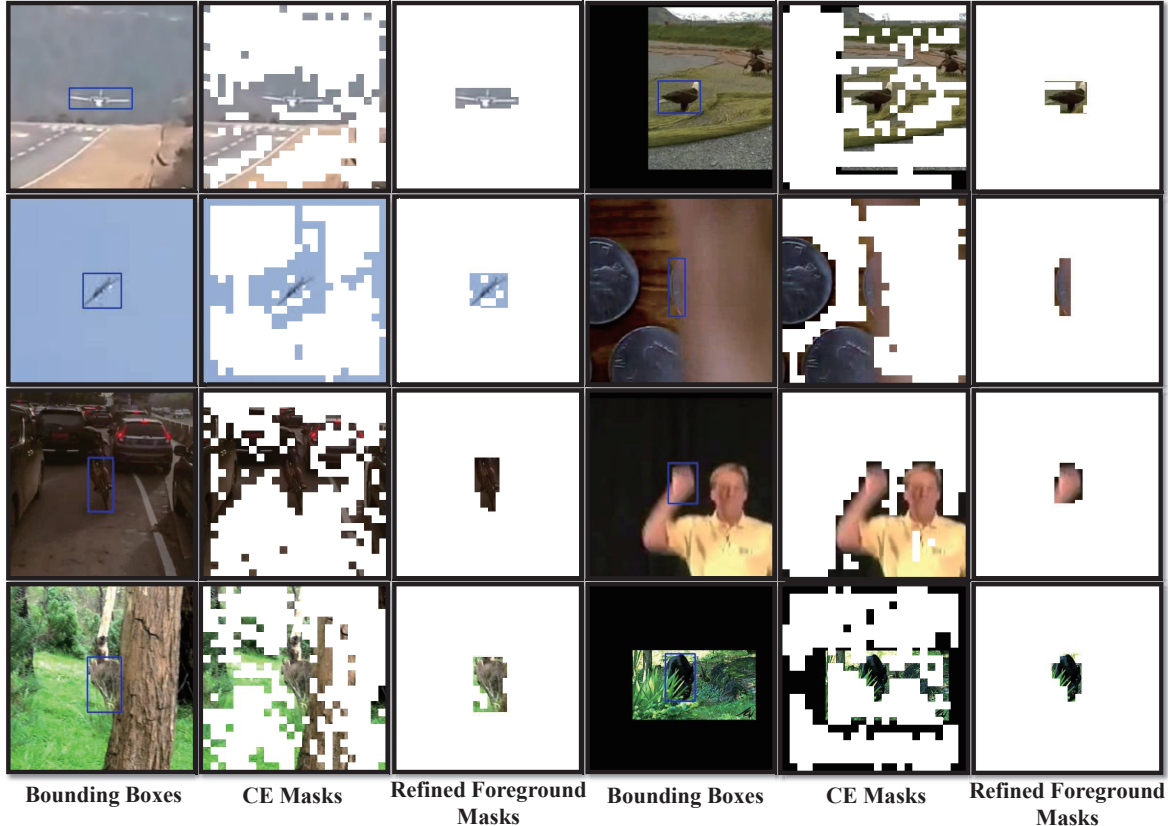 Bounding Boxes
CE Masks
Refined Foreground
Masks
Bounding Boxes
CE Masks
Refined Foreground
Masks